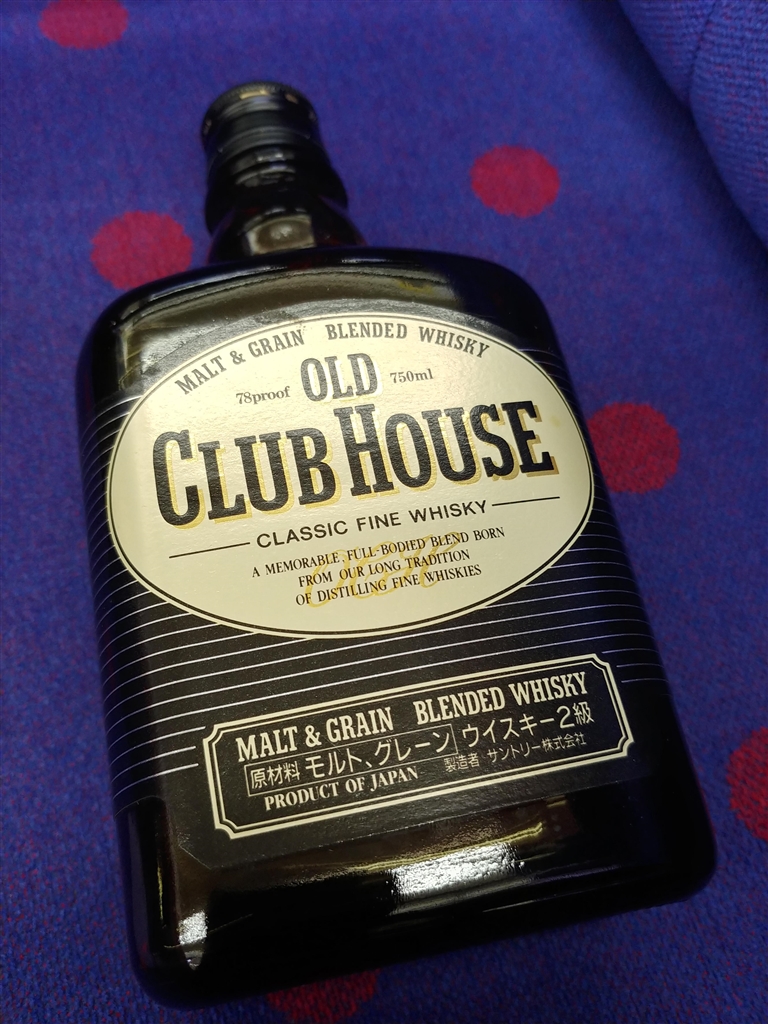 MALT & GRAIN BLENDED WHISKY
78proof OLD 750ml
CLUB HOUSE
CLASSIC FINE WHISKY
A MEMORABLE FULL-BODIED BLEND BORN
FROM OUR LONG TRADITION
OF DISTILLING FINE WHISKIES
MALT & GRAIN BLENDED WHISKY
原材料 モルト、グレーン ウイスキー2級
PRODUCT OF JAPAN 製造者 サントリー株式会社